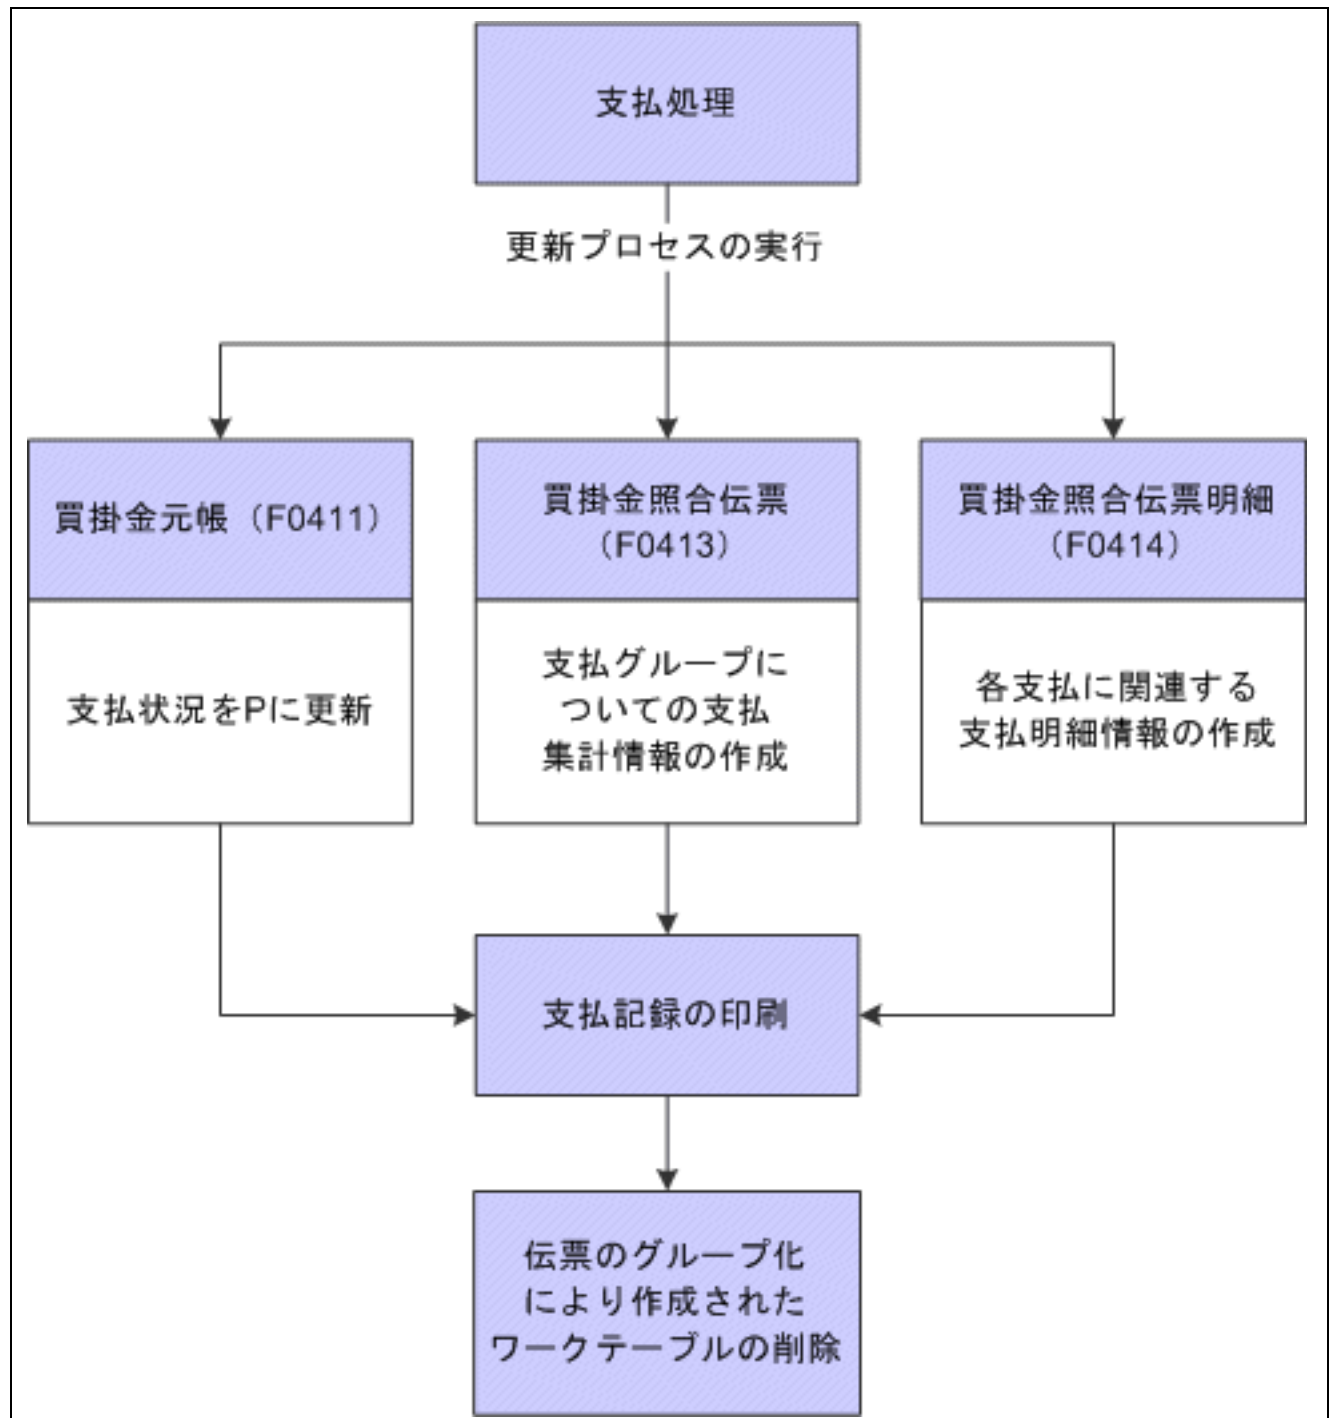 支払処理
更新プロセスの実行
買掛金元帳（F0411）
買掛金照合伝票
（F0413）
買掛金照合伝票明細
（F0414）
支払状況をPに更新
支払グループに
ついての支払
集計情報の作成
各支払に関連する
支払明細情報の作成
支払記録の印刷
伝票のグループ化
により作成された
ワークテーブルの削除